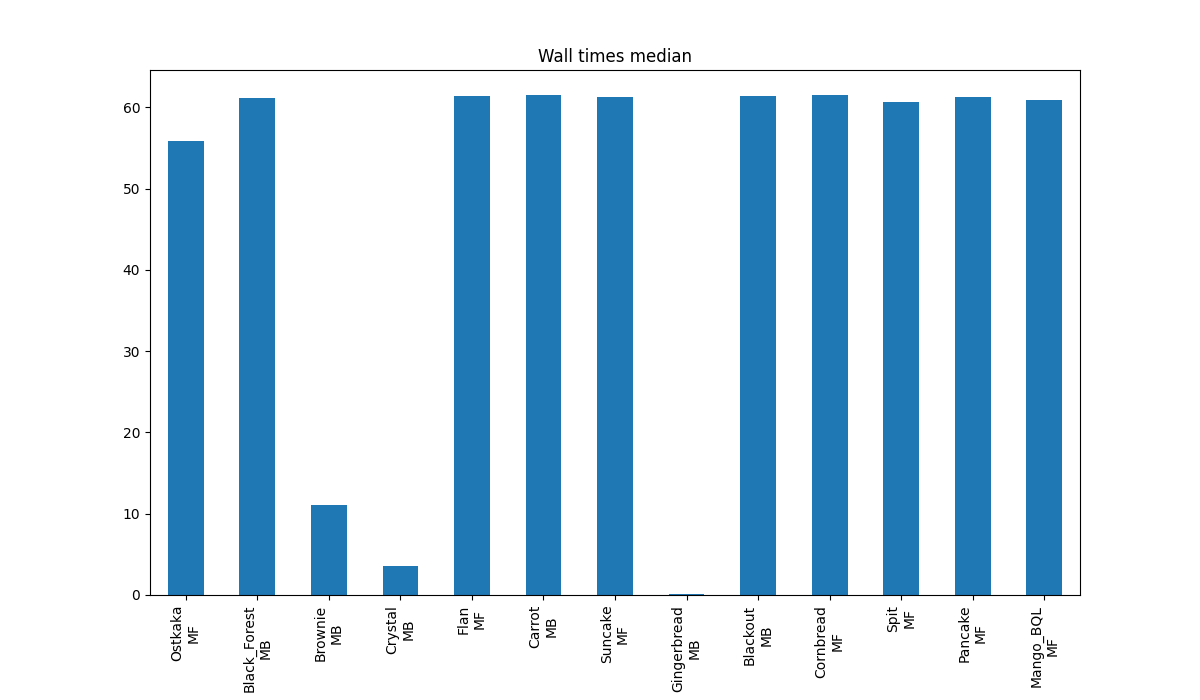 Wall times median
60
50
40
30
20
10
0
Ostkaka
MF
Black_Forest
MB
Brownie
MB
Crystal
MB
Flan
MF
Carrot
MB
Suncake
MF
Gingerbread
MB
Blackout
MB
Cornbread
MF
Spit
MF
Pancake
MF
Mango_BQL
MF